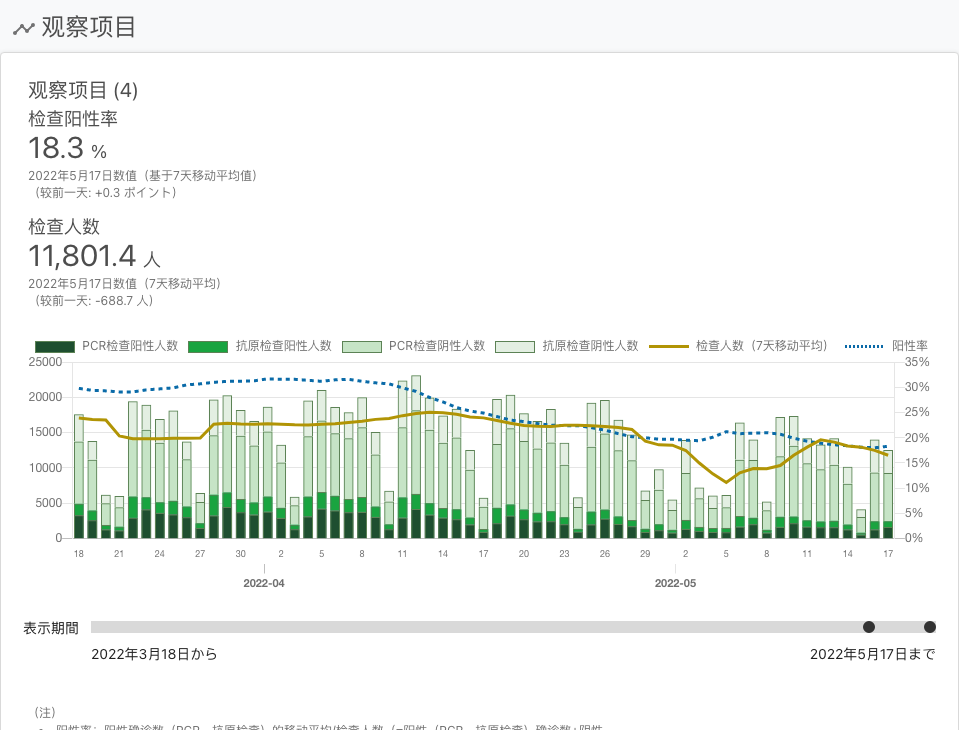 观察项目
观察项目 (4)
检查阳性率
18.3 %
2022年5月17日数值（基于7天移动平均值）
（较前一天: +0.3 ポイント）
检查人数
11,801.4 人
2022年5月17日数值（7天移动平均）
（较前一天: -688.7 人）
PCR检查阳性人数 抗原检查阳性人数 PCR检查阴性人数 抗原检查阴性人数 检查人数（7天移动平均） 阳性率
25000 35%
20000 30%
15000 25%
10000 20%
5000 15%
0 10%
5%
0%
18 21 24 27 30 2 5 8 11 14 17 20 23 26 29 2 5 8 11 14 17
2022-04 2022-05
表示期間
2022年3月18日から 2022年5月17日まで
（注）